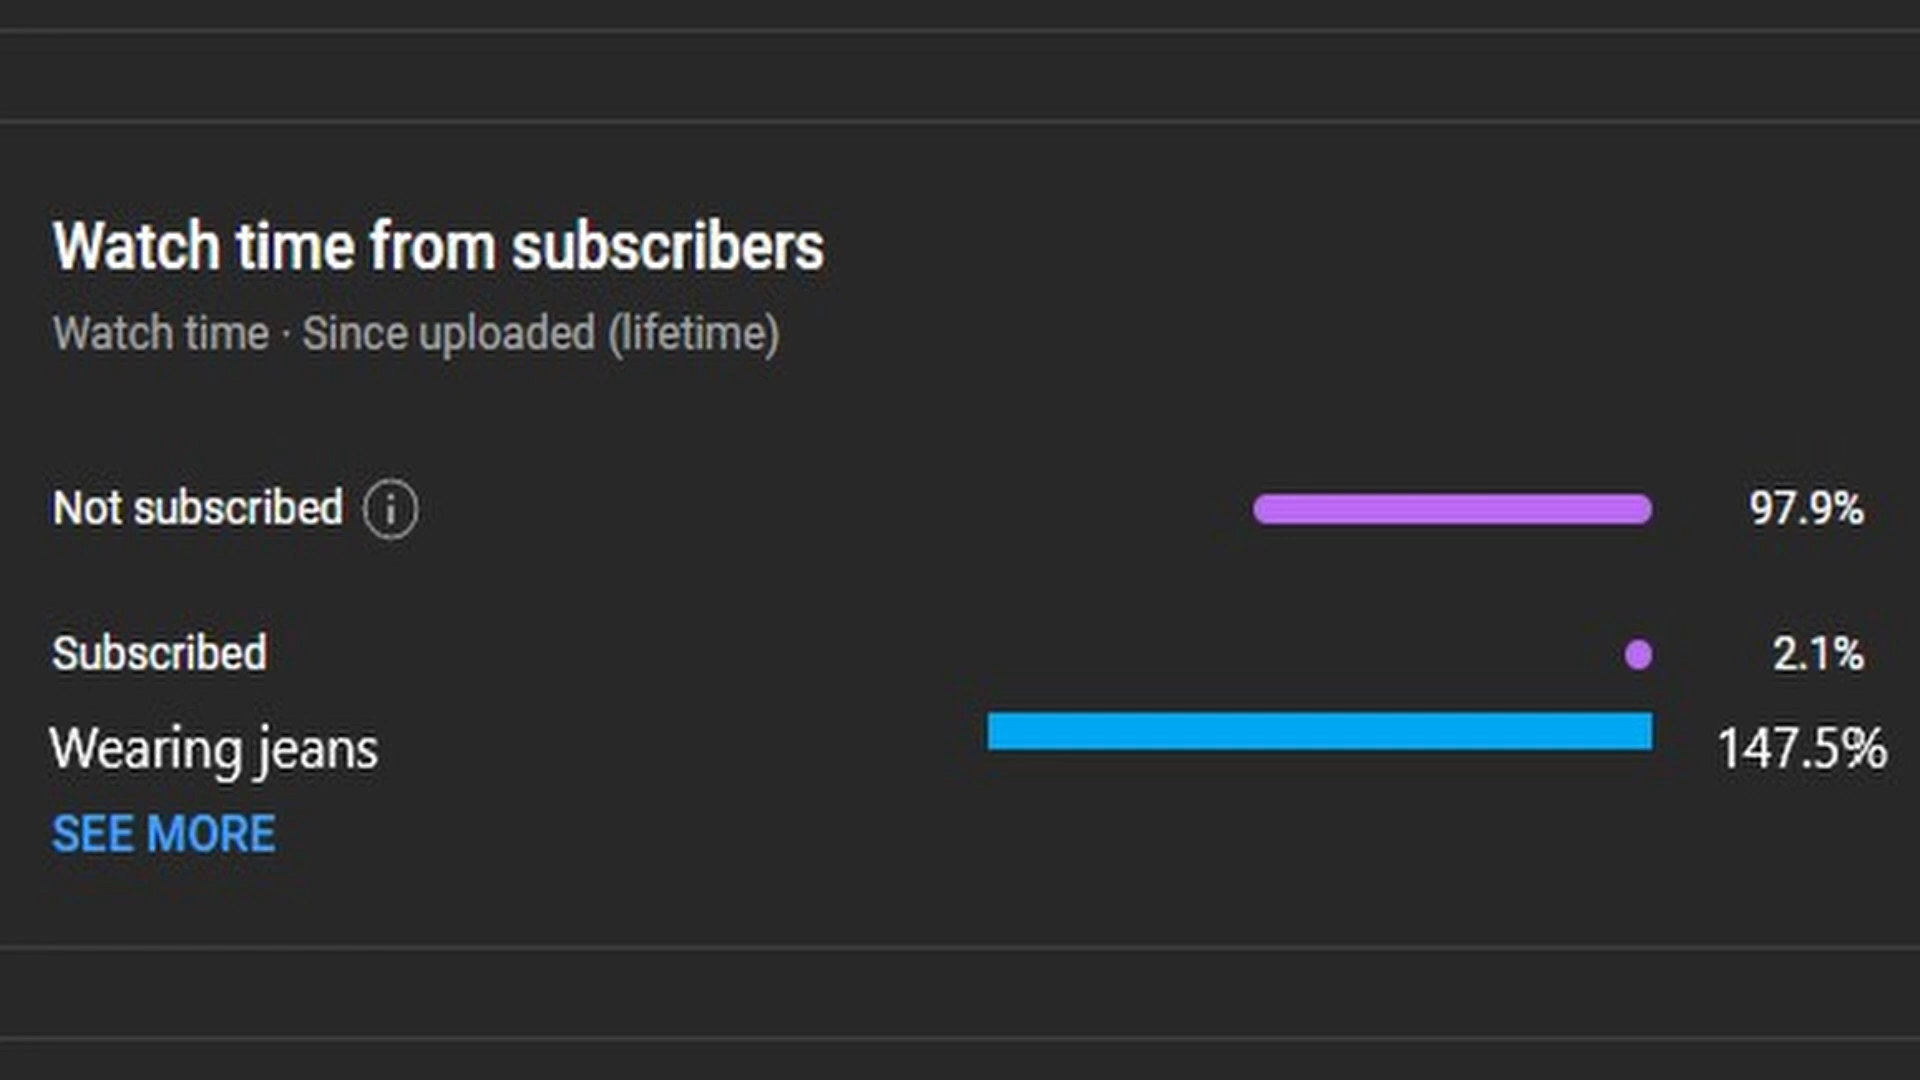 Watch time from subscribers
Watch time · Since uploaded (lifetime)
Not subscribed 97.9%
Subscribed 2.1%
Wearing jeans 147.5%
SEE MORE